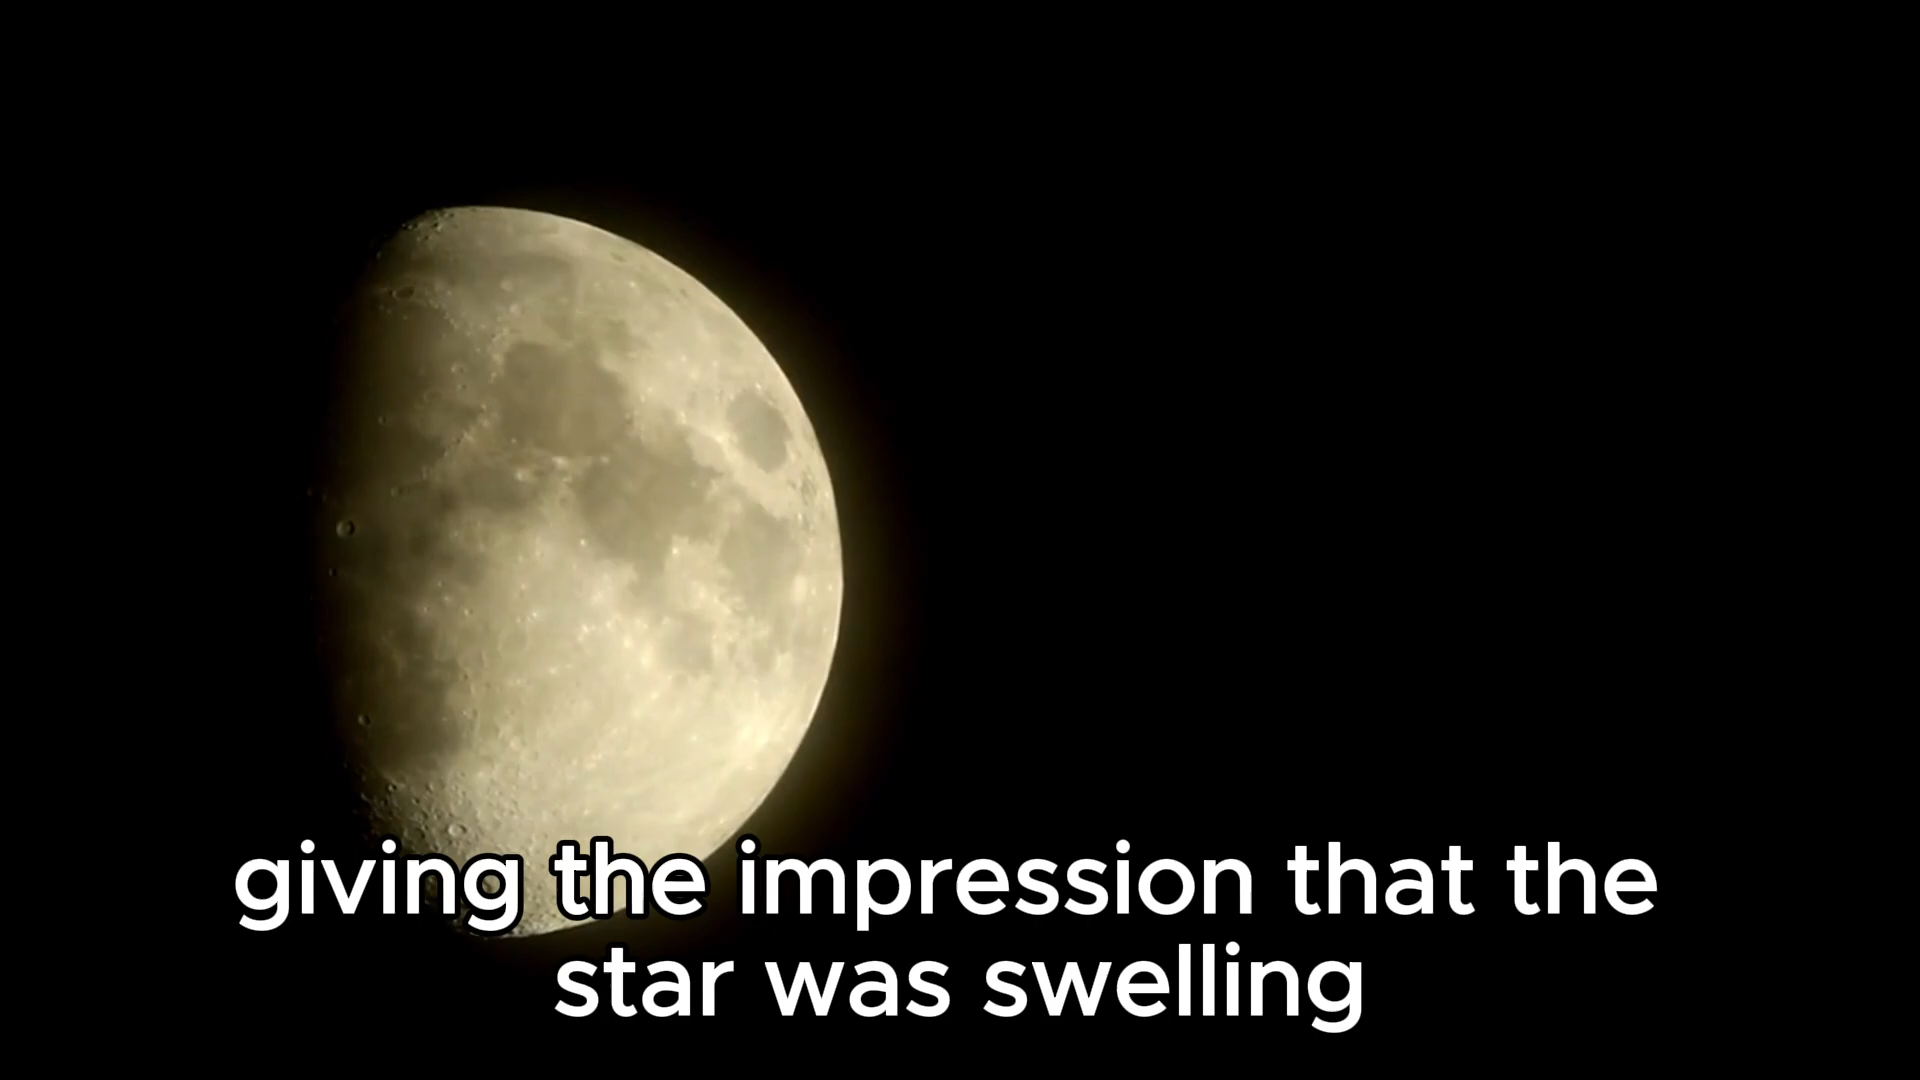 giving the impression that the
star was swelling